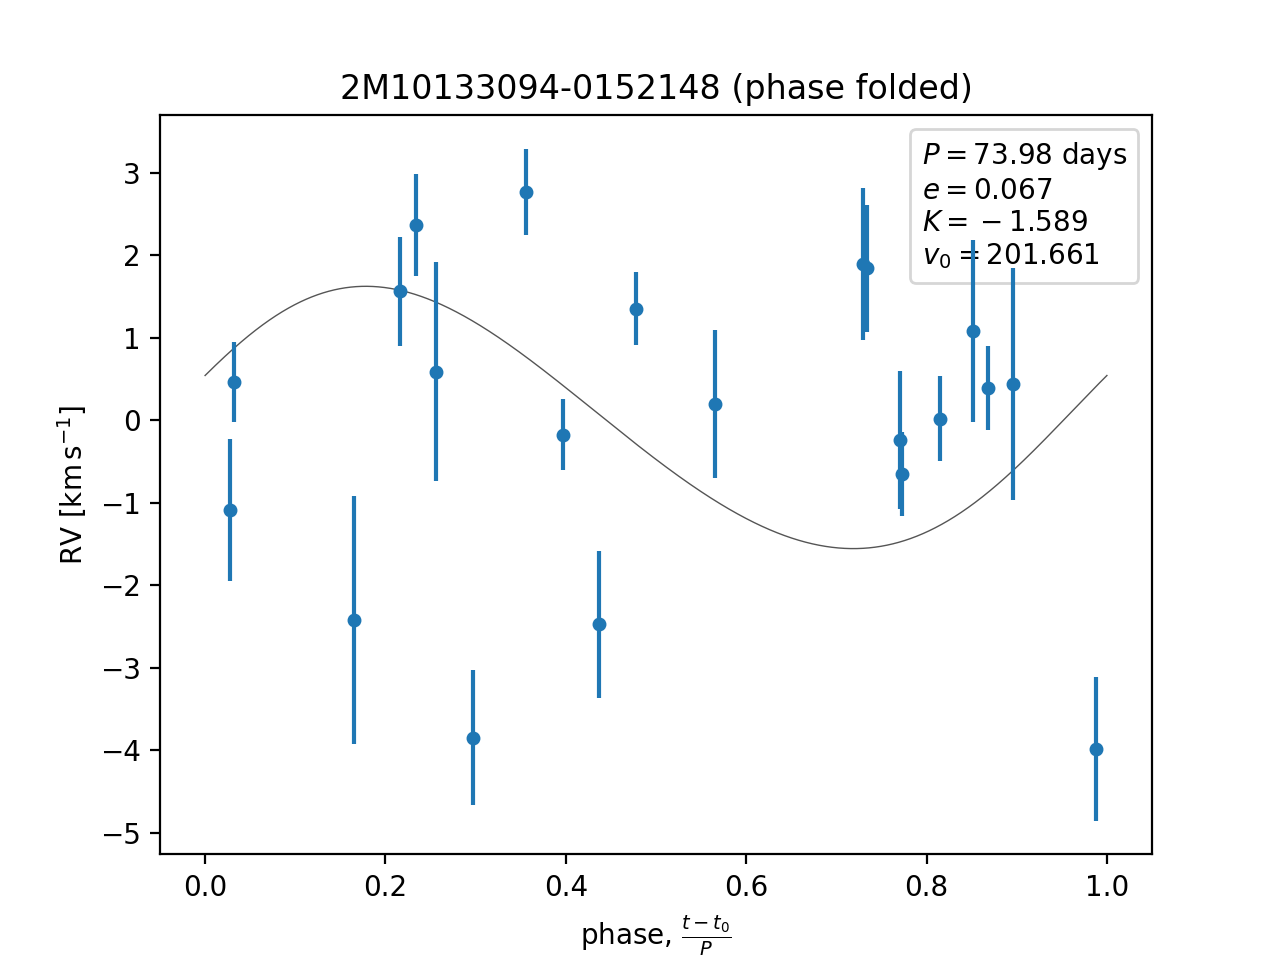 2M10133094-0152148 (phase folded)
P = 73.98 days
e = 0.067
K = −1.589
v₀ = 201.661
3
2
1
0
−1
−2
−3
−4
−5
RV [km s⁻¹]
0.0 0.2 0.4 0.6 0.8 1.0
phase, (t − t₀)/P